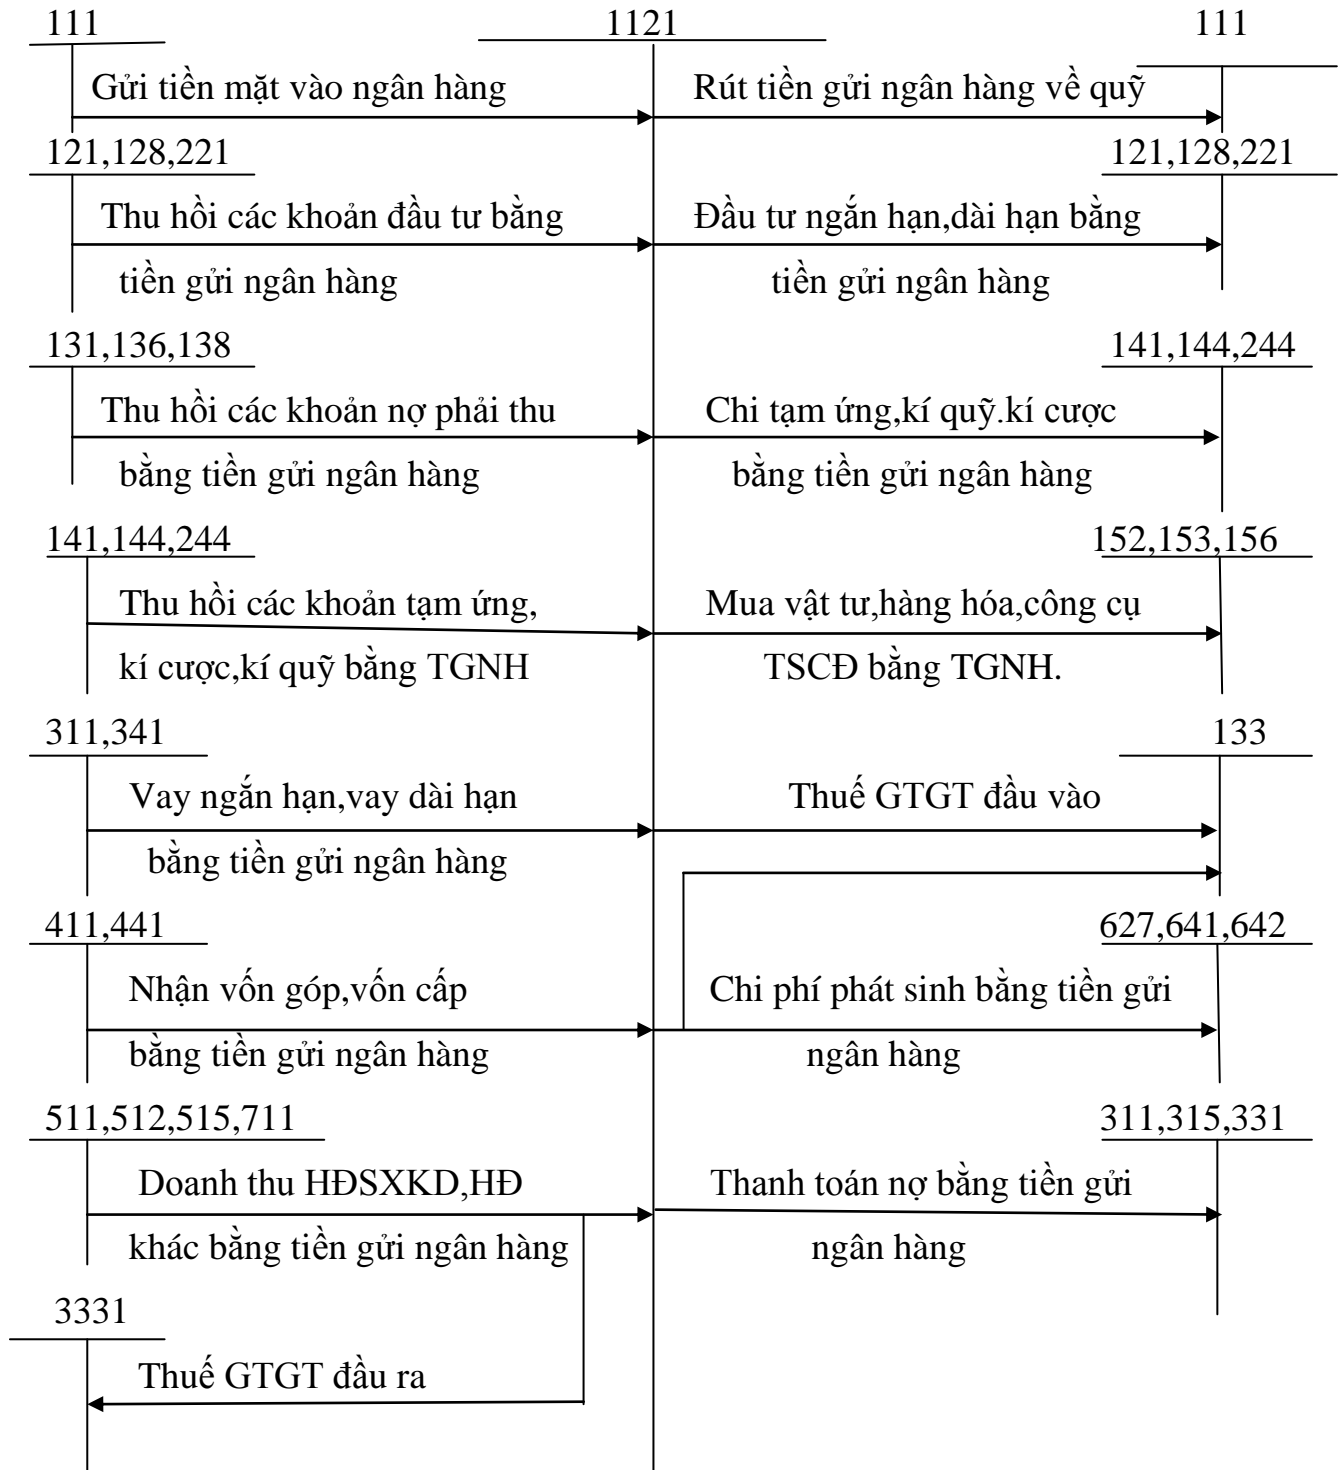 111
1121
111
Gửi tiền mặt vào ngân hàng
Rút tiền gửi ngân hàng về quỹ
121,128,221
121,128,221
Thu hồi các khoản đầu tư bằng
Đầu tư ngắn hạn,dài hạn bằng
tiền gửi ngân hàng
tiền gửi ngân hàng
131,136,138
141,144,244
Thu hồi các khoản nợ phải thu
Chi tạm ứng,kí quỹ.kí cược
bằng tiền gửi ngân hàng
bằng tiền gửi ngân hàng
141,144,244
152,153,156
Thu hồi các khoản tạm ứng,
Mua vật tư,hàng hóa,công cụ
kí cược,kí quỹ bằng TGNH
TSCĐ bằng TGNH.
311,341
133
Vay ngắn hạn,vay dài hạn
Thuế GTGT đầu vào
bằng tiền gửi ngân hàng
411,441
627,641,642
Nhận vốn góp,vốn cấp
Chi phí phát sinh bằng tiền gửi
bằng tiền gửi ngân hàng
ngân hàng
511,512,515,711
311,315,331
Doanh thu HĐSXKD,HĐ
Thanh toán nợ bằng tiền gửi
khác bằng tiền gửi ngân hàng
ngân hàng
3331
Thuế GTGT đầu ra